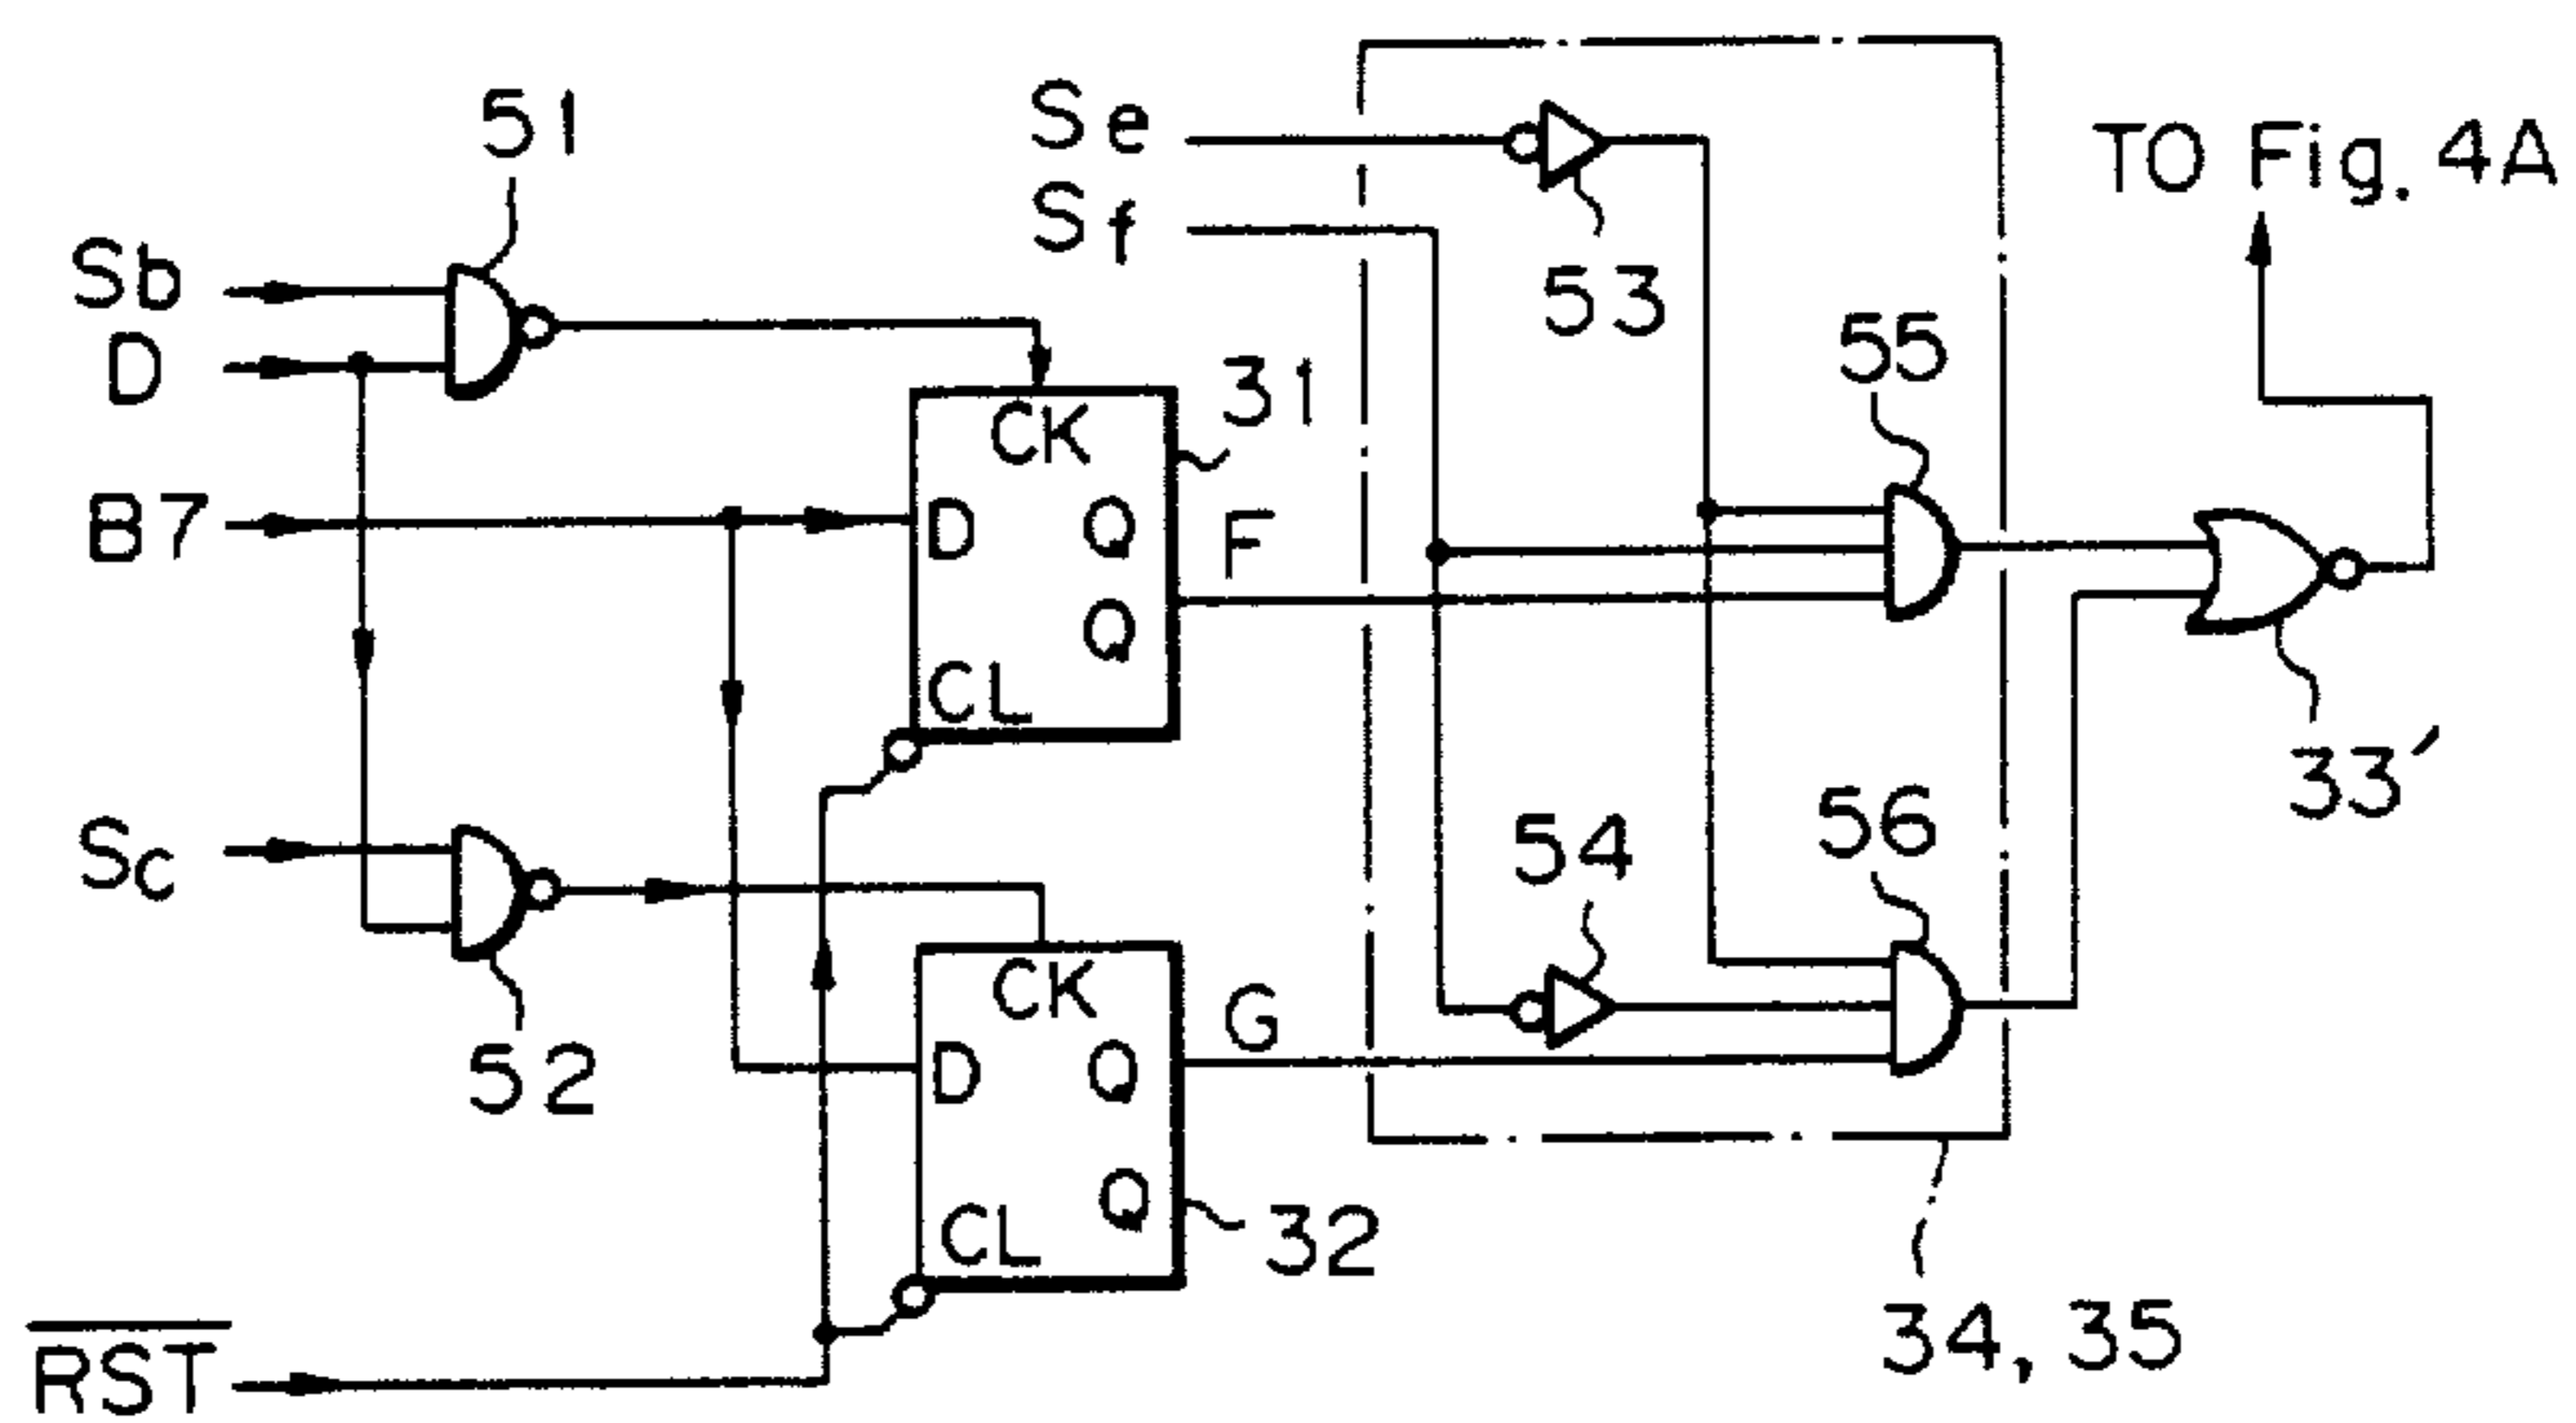 51
Se
Sf
TO Fig. 4A
Sb
D
53
55
31
CK
B7
D
Q
F
Q
CL
33′
Sc
54
56
52
CK
G
D
Q
Q
CL
32
34, 35
R̅S̅T̅